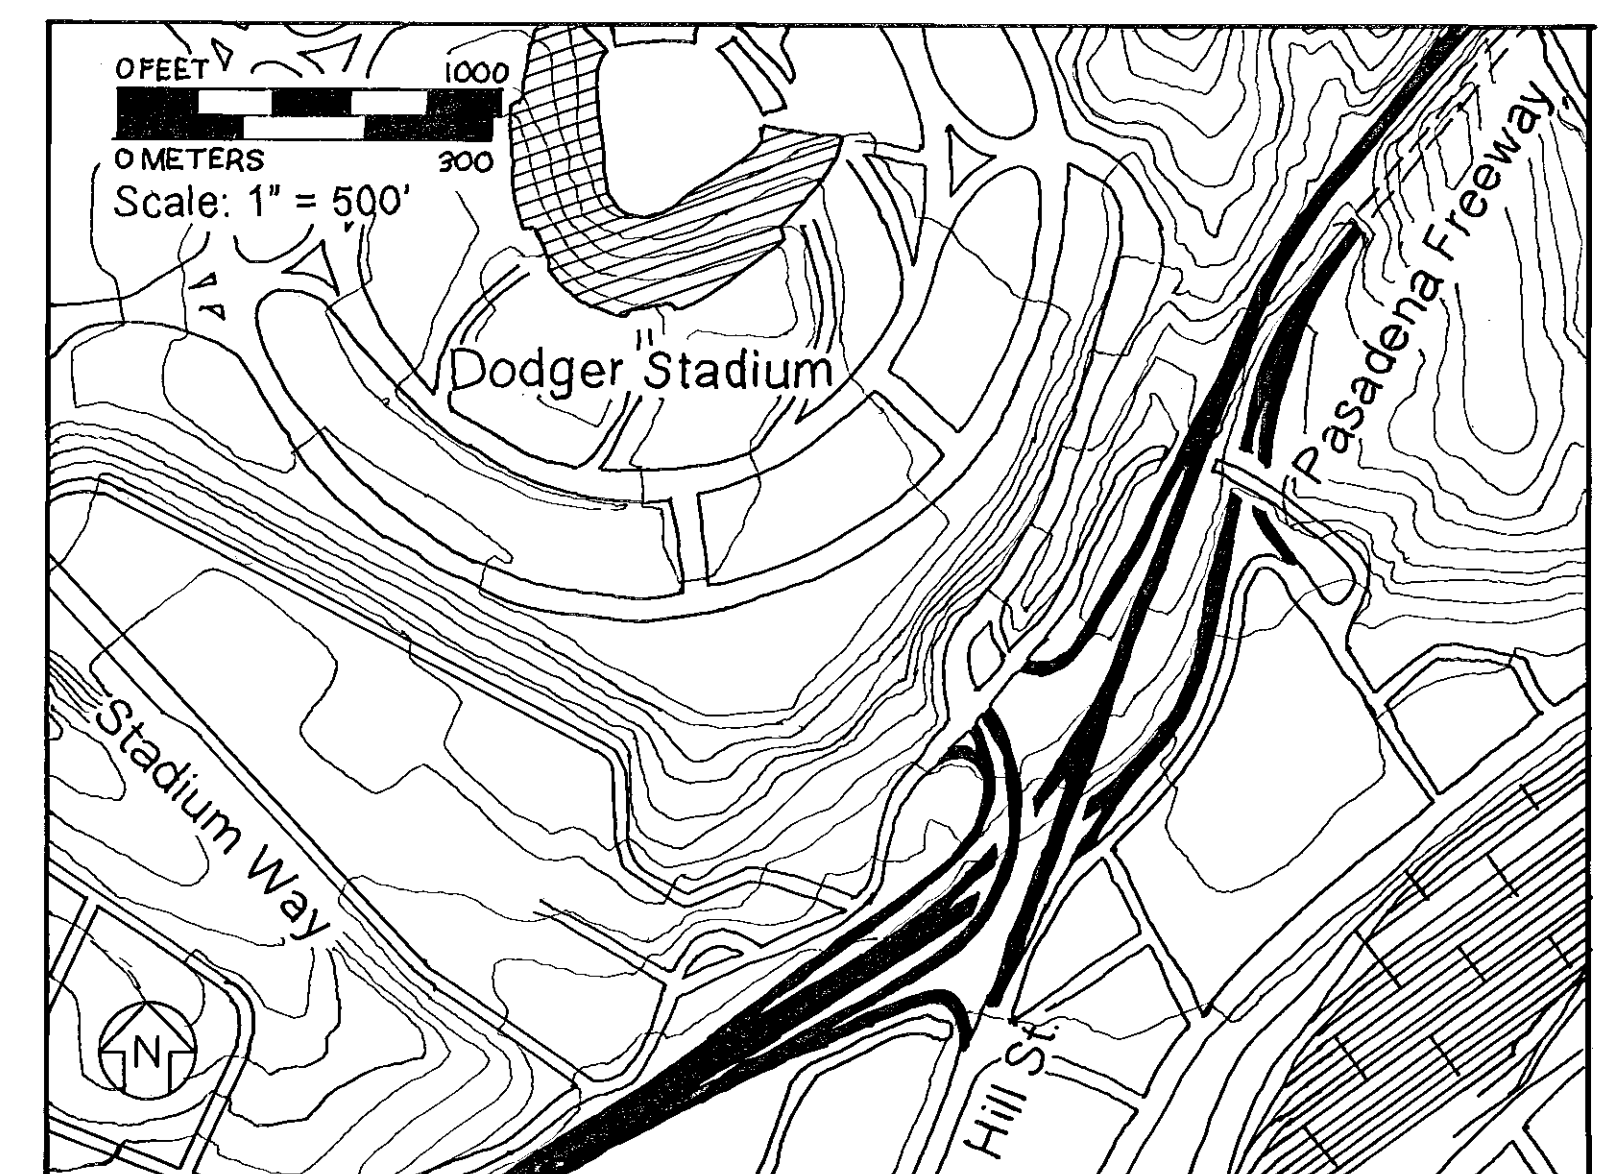 0 FEET 1000
0 METERS 300
Scale: 1" = 500'
Dodger Stadium
Pasadena Freeway
Stadium Way
N
Hill St.